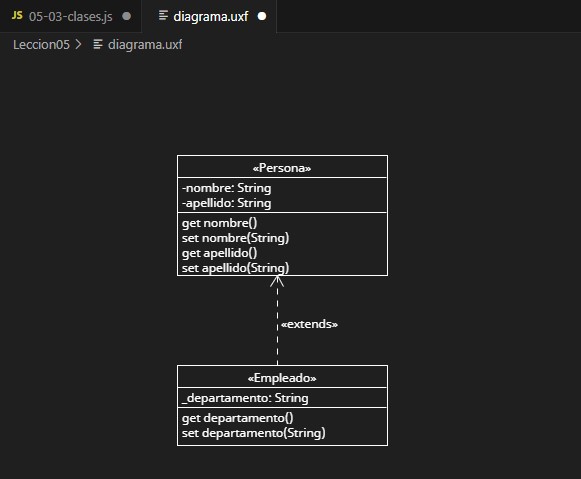 JS 05-03-clases.js
diagrama.uxf
Leccion05 > diagrama.uxf
«Persona»
-nombre: String
-apellido: String
get nombre()
set nombre(String)
get apellido()
set apellido(String)
«extends»
«Empleado»
_departamento: String
get departamento()
set departamento(String)